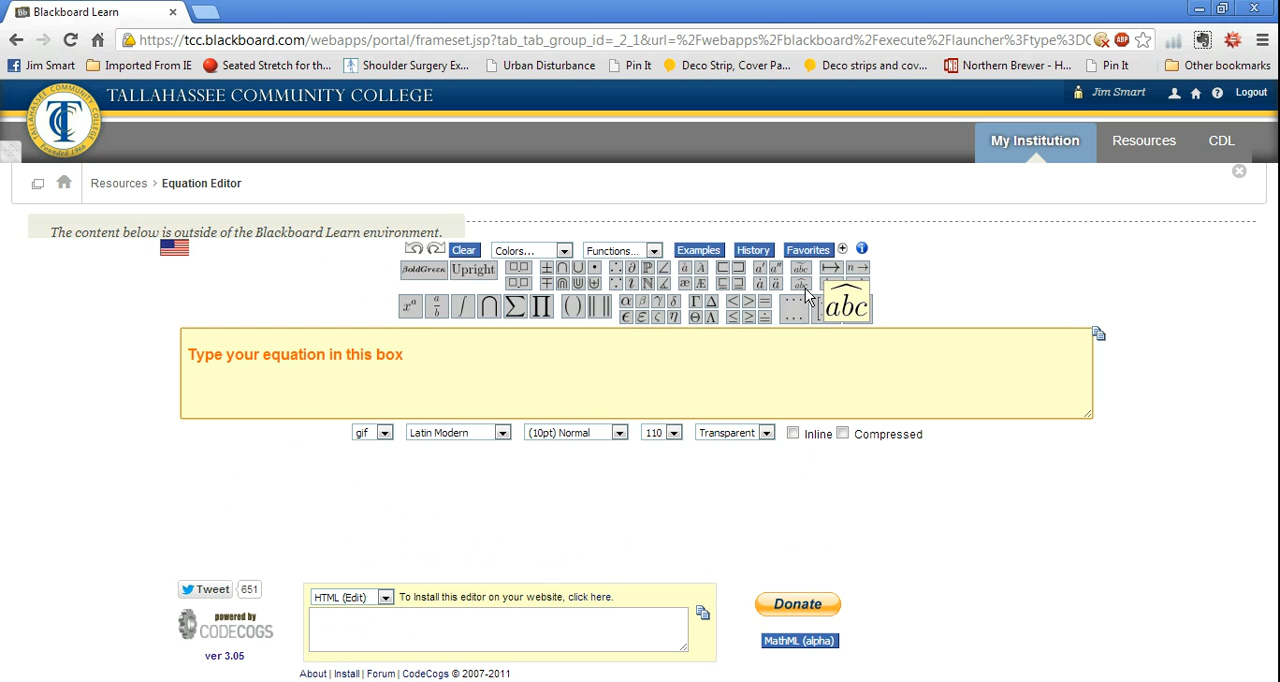 Blackboard Learn
https://tcc.blackboard.com/webapps/portal/frameset.jsp?tab_tab_group_id=_2_1&url=%2Fwebapps%2Fblackboard%2Fexecute%2Flauncher%3Ftype%3DC
Jim Smart Imported From IE Seated Stretch for th... Shoulder Surgery Ex... Urban Disturbance Pin It Deco Strip, Cover Pa... Deco strips and cov... Northern Brewer - H... Pin It Other bookmarks
TALLAHASSEE COMMUNITY COLLEGE
Jim Smart Logout
My Institution Resources CDL
Resources > Equation Editor
The content below is outside of the Blackboard Learn environment.
Clear Colors... Functions... Examples History Favorites
BoldGreek Upright
abc
Type your equation in this box
gif Latin Modern (10pt) Normal 110 Transparent Inline Compressed
Tweet 651
powered by
CODECOGS
ver 3.05
HTML (Edit) To Install this editor on your website, click here.
Donate
MathML (alpha)
About | Install | Forum | CodeCogs © 2007-2011